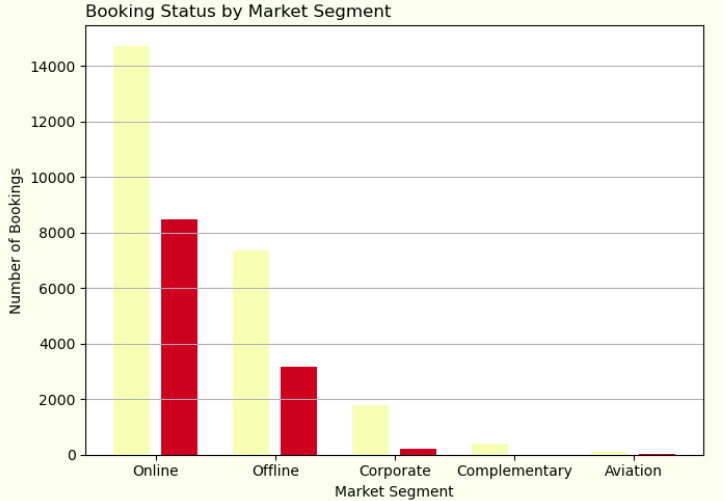 Booking Status by Market Segment
14000
12000
10000
8000
6000
4000
2000
0
Number of Bookings
Online Offline Corporate Complementary Aviation
Market Segment